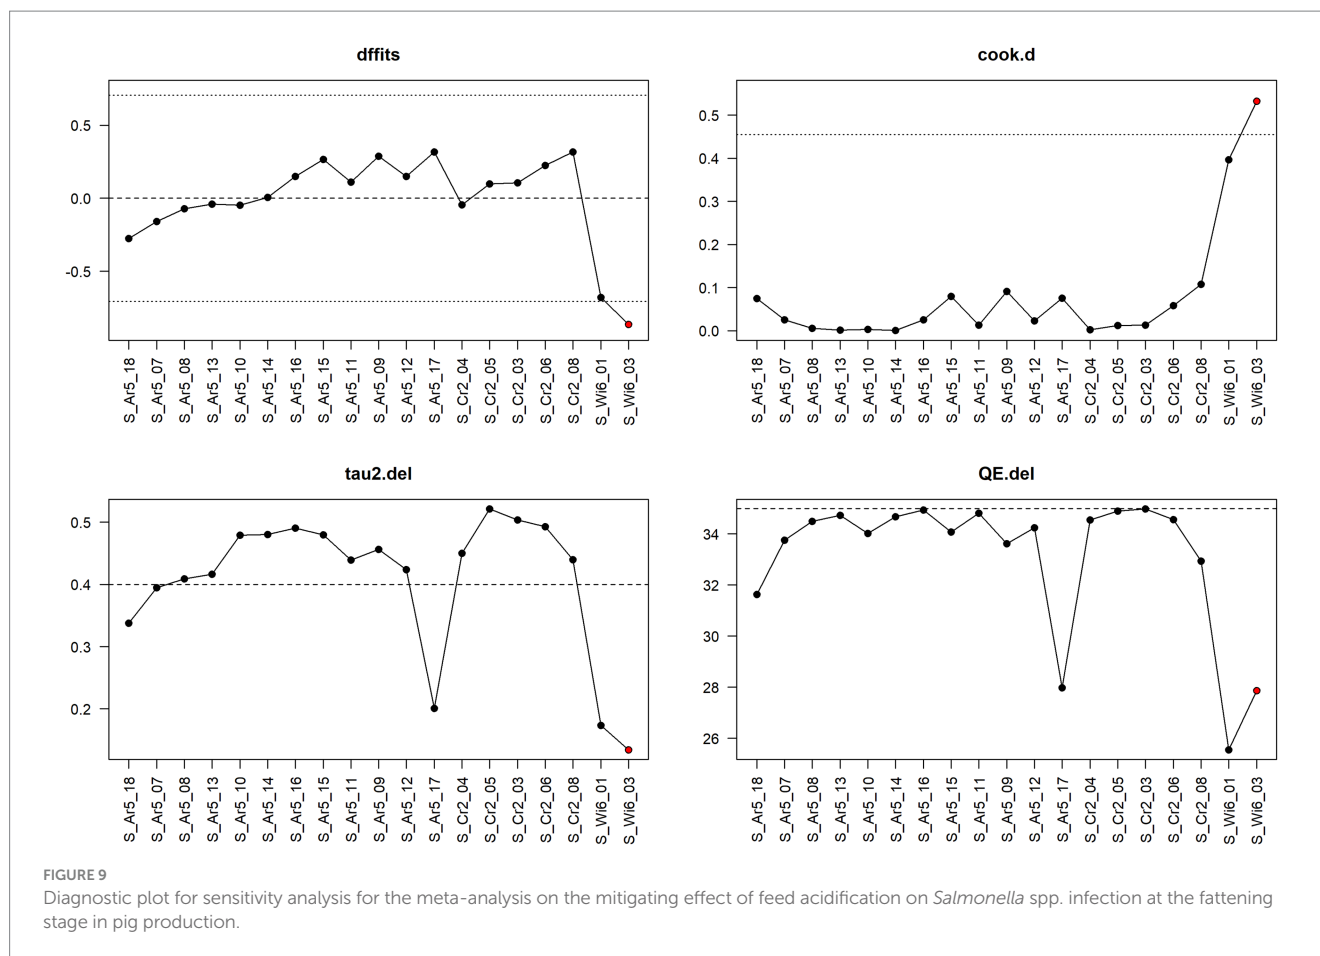 dffits
0.5
0.0
-0.5
S_Ar5_18
S_Ar5_07
S_Ar5_08
S_Ar5_13
S_Ar5_10
S_Ar5_14
S_Ar5_16
S_Ar5_15
S_Ar5_11
S_Ar5_09
S_Ar5_12
S_Ar5_17
S_Cr2_04
S_Cr2_05
S_Cr2_03
S_Cr2_06
S_Cr2_08
S_Wi6_01
S_Wi6_03
cook.d
0.5
0.4
0.3
0.2
0.1
0.0
S_Ar5_18
S_Ar5_07
S_Ar5_08
S_Ar5_13
S_Ar5_10
S_Ar5_14
S_Ar5_16
S_Ar5_15
S_Ar5_11
S_Ar5_09
S_Ar5_12
S_Ar5_17
S_Cr2_04
S_Cr2_05
S_Cr2_03
S_Cr2_06
S_Cr2_08
S_Wi6_01
S_Wi6_03
tau2.del
0.5
0.4
0.3
0.2
S_Ar5_18
S_Ar5_07
S_Ar5_08
S_Ar5_13
S_Ar5_10
S_Ar5_14
S_Ar5_16
S_Ar5_15
S_Ar5_11
S_Ar5_09
S_Ar5_12
S_Ar5_17
S_Cr2_04
S_Cr2_05
S_Cr2_03
S_Cr2_06
S_Cr2_08
S_Wi6_01
S_Wi6_03
QE.del
34
32
30
28
26
S_Ar5_18
S_Ar5_07
S_Ar5_08
S_Ar5_13
S_Ar5_10
S_Ar5_14
S_Ar5_16
S_Ar5_15
S_Ar5_11
S_Ar5_09
S_Ar5_12
S_Ar5_17
S_Cr2_04
S_Cr2_05
S_Cr2_03
S_Cr2_06
S_Cr2_08
S_Wi6_01
S_Wi6_03
FIGURE 9
Diagnostic plot for sensitivity analysis for the meta-analysis on the mitigating effect of feed acidification on Salmonella spp. infection at the fattening
stage in pig production.